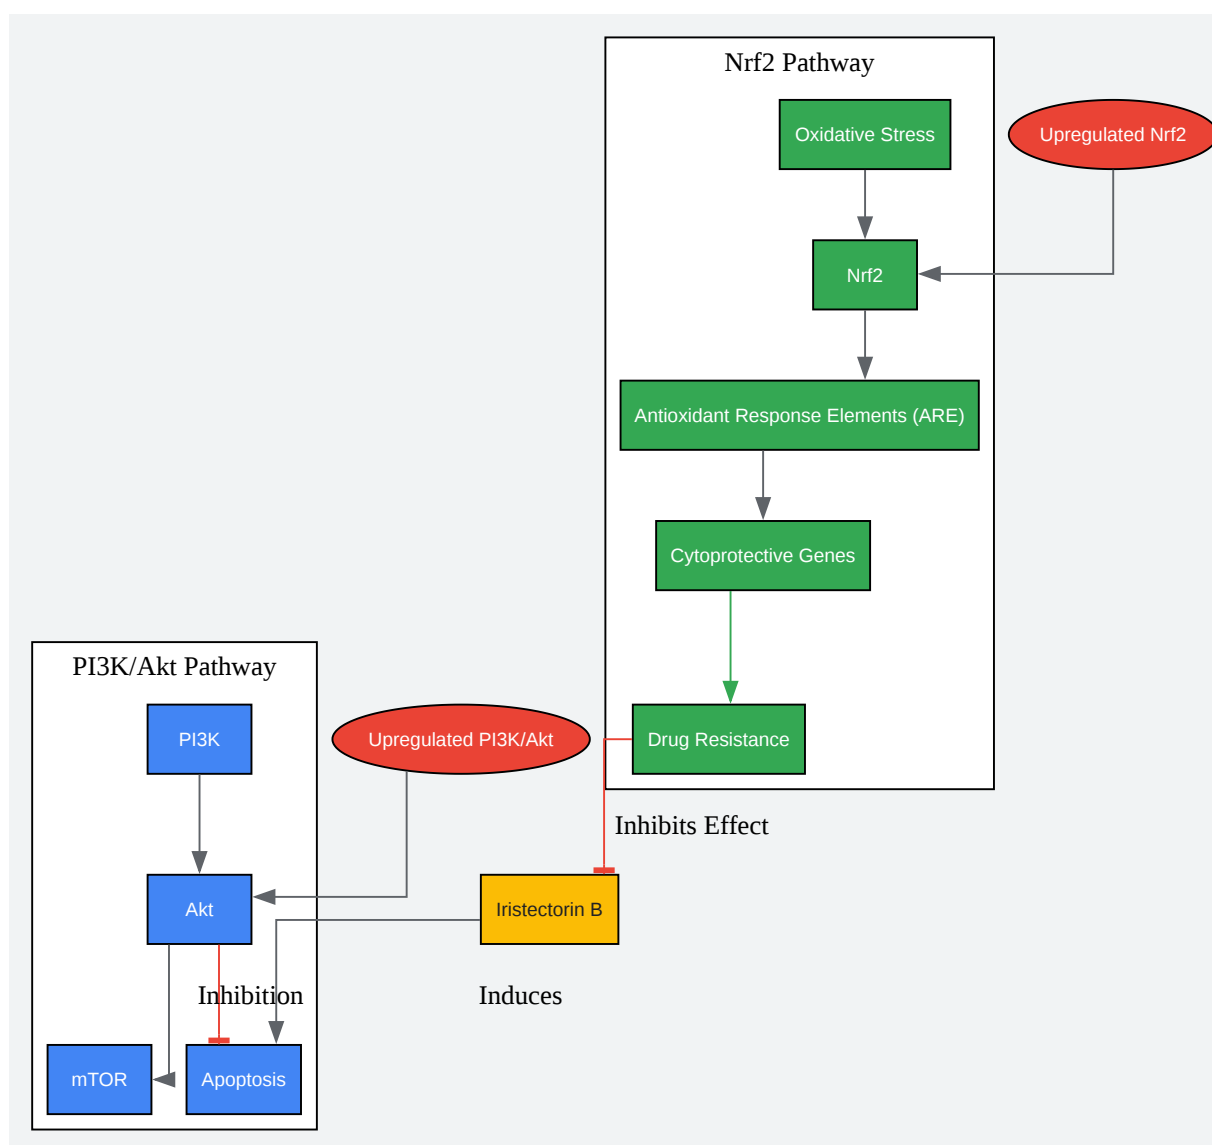 Nrf2 Pathway
Oxidative Stress
Upregulated Nrf2
Nrf2
Antioxidant Response Elements (ARE)
Cytoprotective Genes
Drug Resistance
PI3K/Akt Pathway
PI3K
Upregulated PI3K/Akt
Inhibits Effect
Akt
Iristectorin B
Inhibition
Induces
mTOR
Apoptosis